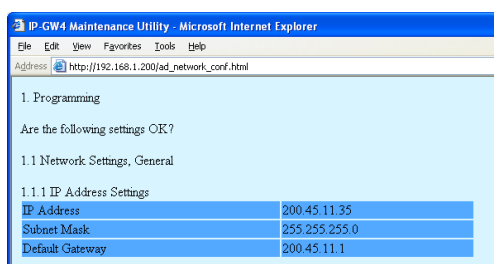 IP-GW4 Maintenance Utility - Microsoft Internet Explorer
File Edit View Favorites Tools Help
Address http://192.168.1.200/ad_network_conf.html
1. Programming
Are the following settings OK?
1.1 Network Settings, General
1.1.1 IP Address Settings
IP Address 200.45.11.35
Subnet Mask 255.255.255.0
Default Gateway 200.45.11.1